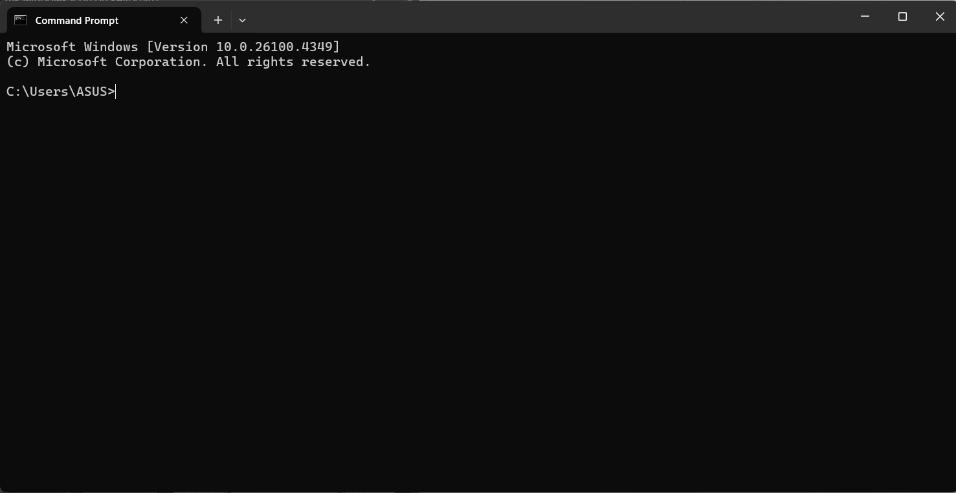 Command Prompt
Microsoft Windows [Version 10.0.26100.4349]
(c) Microsoft Corporation. All rights reserved.
C:\Users\ASUS>